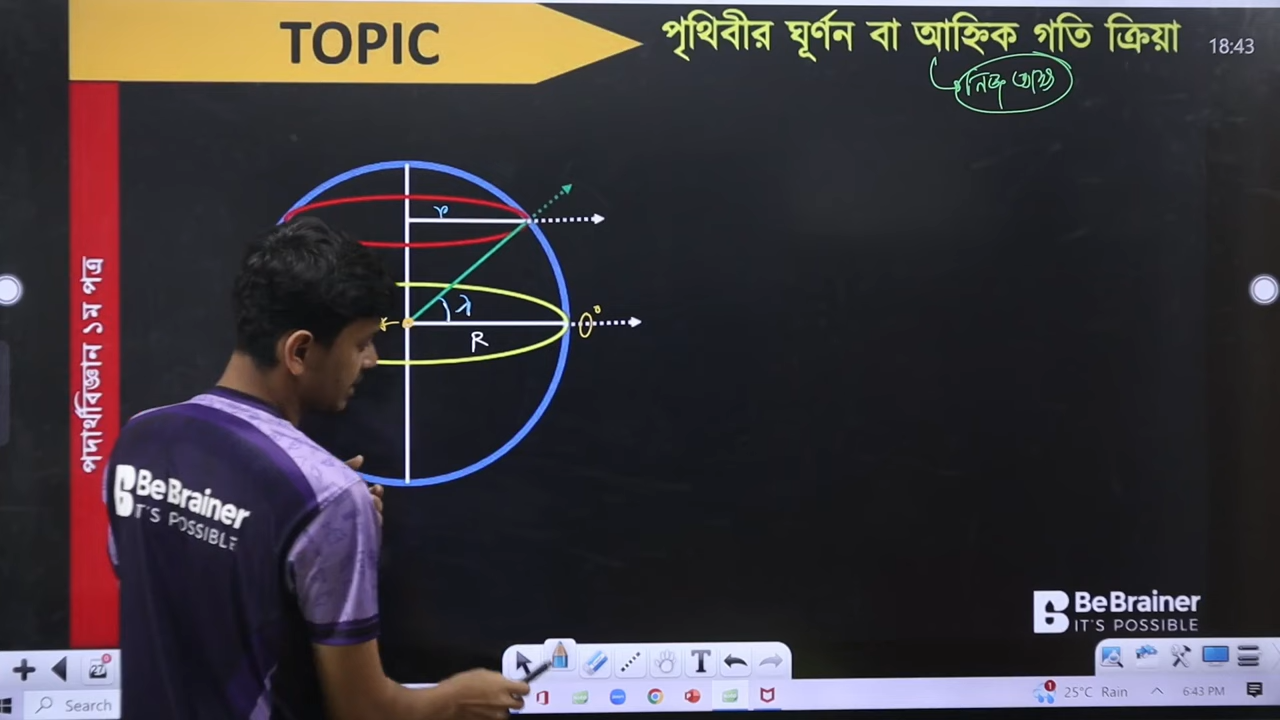 TOPIC
পৃথিবীর ঘূর্ণন বা আহ্নিক গতি ক্রিয়া
18:43
নিজ অক্ষ
পদার্থবিজ্ঞান ১ম পত্র
r
λ
0°
R
BeBrainer
IT'S POSSIBLE
BeBrainer
IT'S POSSIBLE
27
T
Search
25°C Rain
6:43 PM